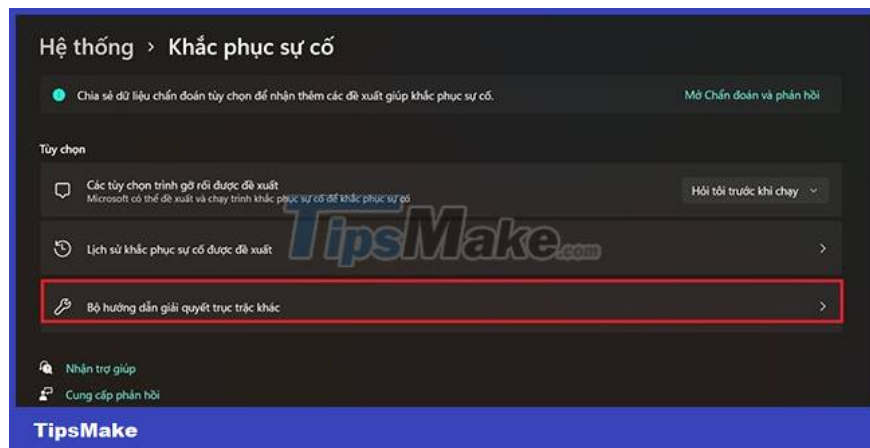 Hệ thống > Khắc phục sự cố
Chia sẻ dữ liệu chẩn đoán tùy chọn để nhận thêm các đề xuất giúp khắc phục sự cố.
Mở Chẩn đoán và phản hồi
Tùy chọn
Các tùy chọn trình gỡ rối được đề xuất
Microsoft có thể đề xuất và chạy trình khắc phục sự cố để khắc phục sự cố
Hỏi tôi trước khi chạy
TipsMake.com
Lịch sử khắc phục sự cố được đề xuất
Bộ hướng dẫn giải quyết trục trặc khác
Nhận trợ giúp
Cung cấp phản hồi
TipsMake